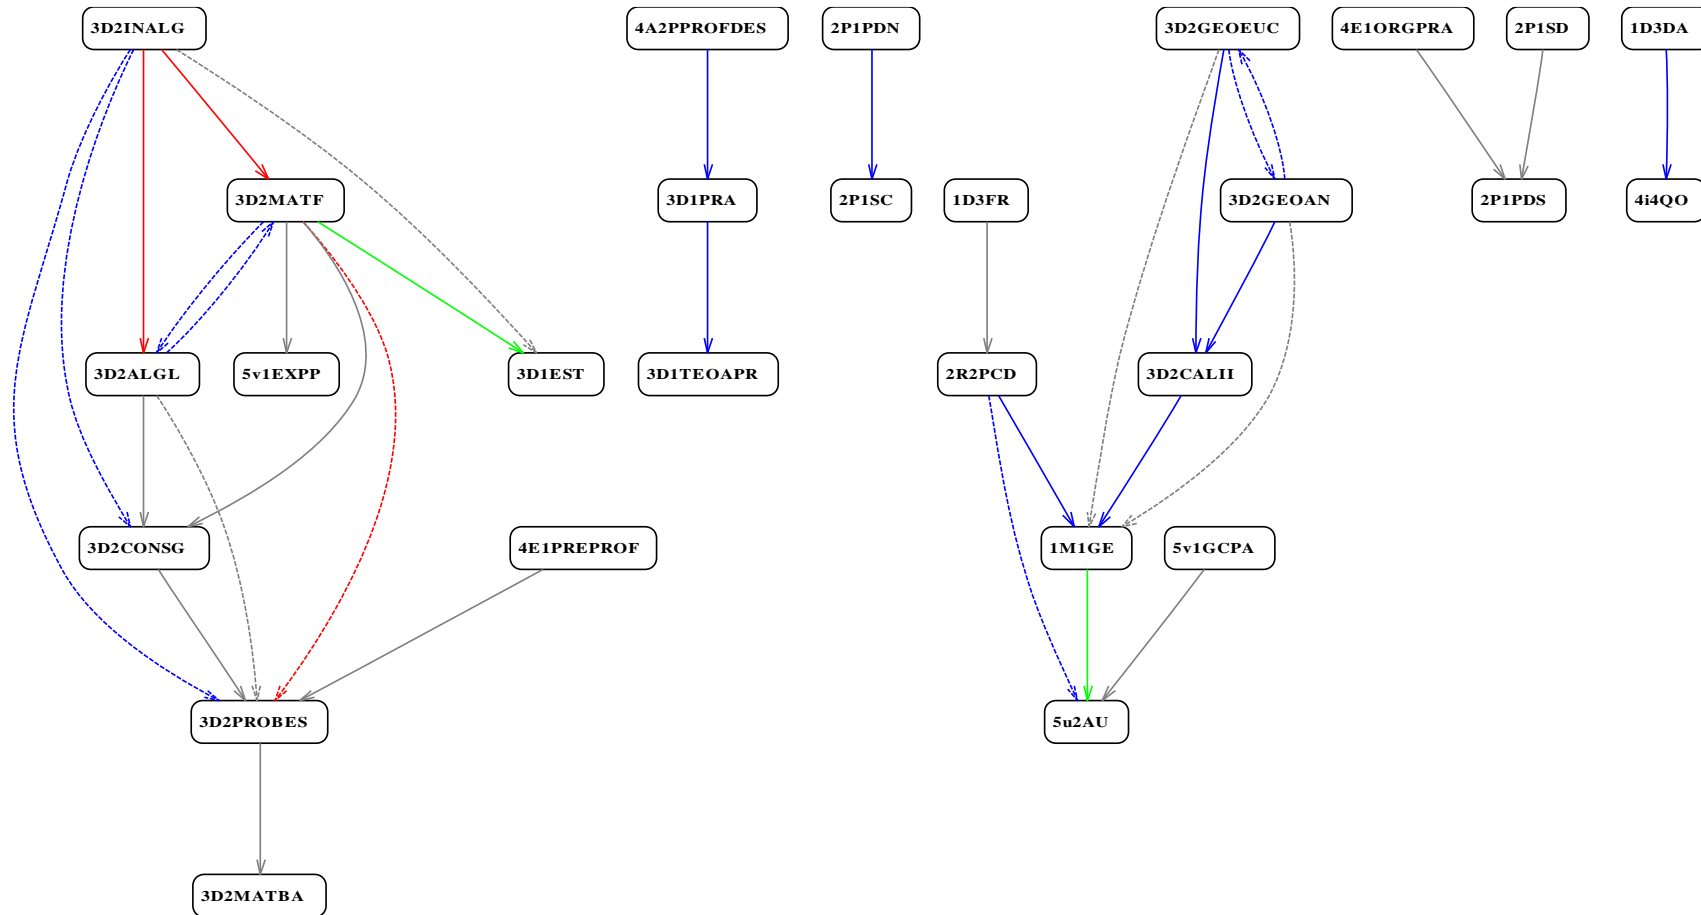 3D2INALG
4A2PPROFDES
2P1PDN
3D2GEOEUC
4E1ORGPRA
2P1SD
1D3DA
3D2MATF
3D1PRA
2P1SC
1D3FR
3D2GEOAN
2P1PDS
4i4QO
3D2ALGL
5v1EXPP
3D1EST
3D1TEOAPR
2R2PCD
3D2CALII
3D2CONSG
4E1PREPROF
1M1GE
5v1GCPA
3D2PROBES
5u2AU
3D2MATBA